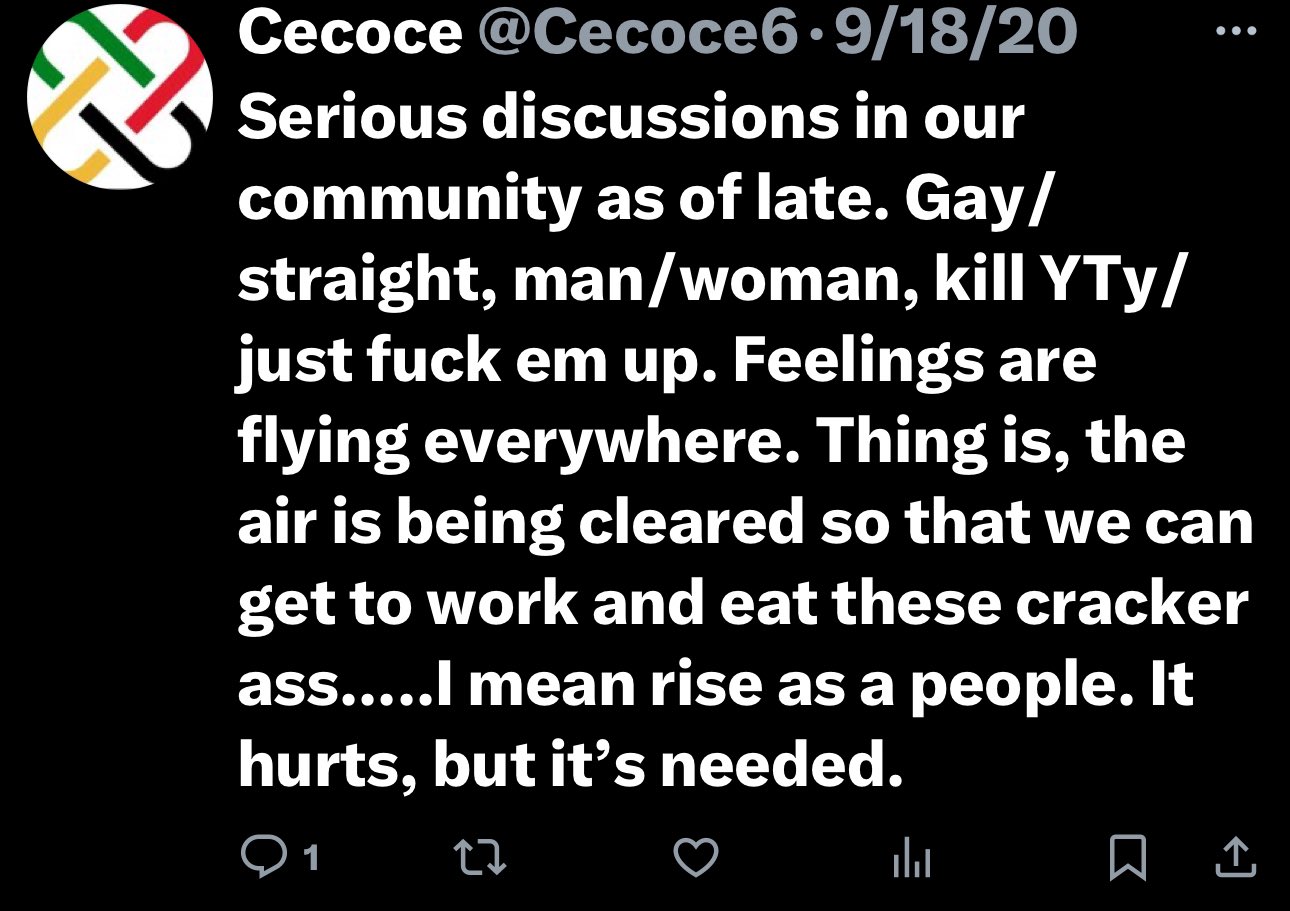 Cecoce @Cecoce6 · 9/18/20
Serious discussions in our
community as of late. Gay/
straight, man/woman, kill YTy/
just fuck em up. Feelings are
flying everywhere. Thing is, the
air is being cleared so that we can
get to work and eat these cracker
ass.....I mean rise as a people. It
hurts, but it’s needed.
1